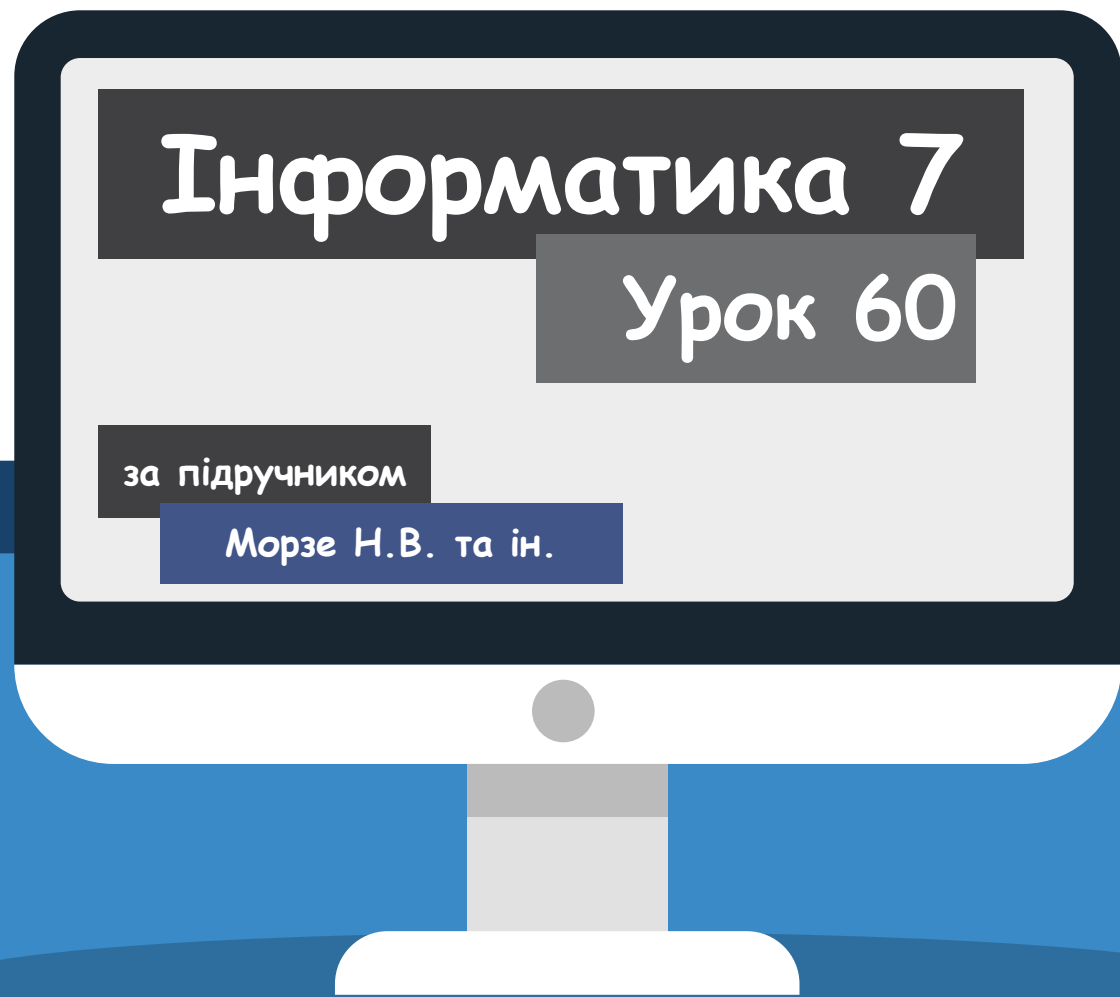 Інформатика 7
Урок 60
за підручником
Морзе Н.В. та ін.